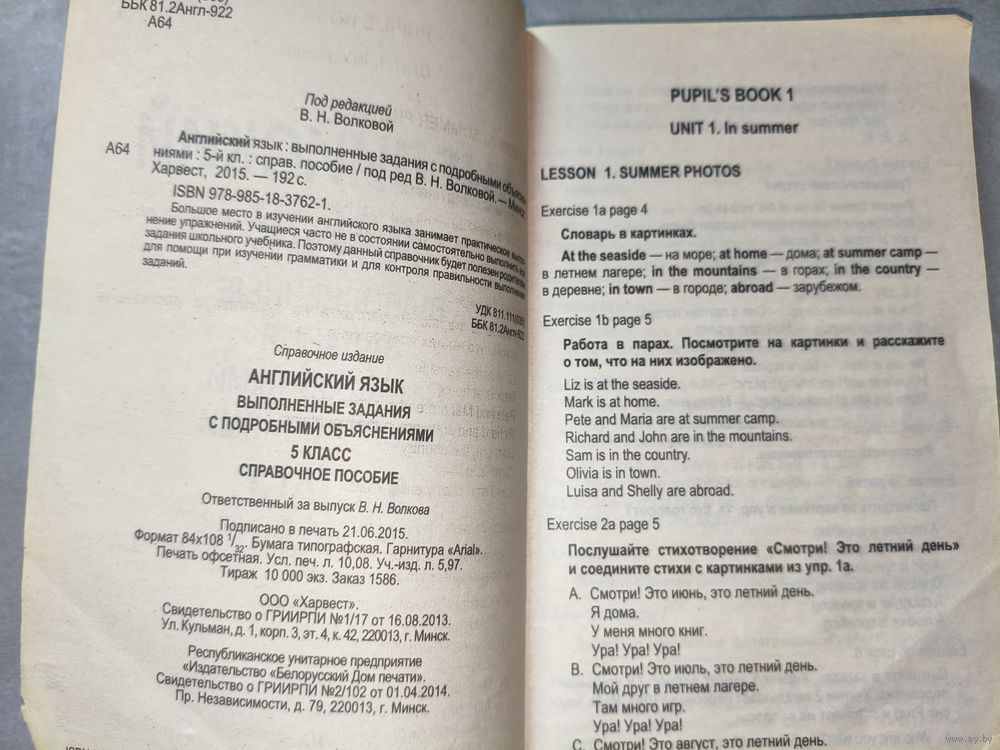 ББК 81.2Англ-922
А64
Под редакцией
В. Н. Волковой
А64
Английский язык : выполненные задания с подробными объясне-
ниями : 5-й кл. : справ. пособие / под ред В. Н. Волковой. — Минск
Харвест, 2015. — 192 с.
ISBN 978-985-18-3762-1.
Большое место в изучении английского языка занимает практическое выпол-
нение упражнений. Учащиеся часто не в состоянии самостоятельно выполнить все
задания школьного учебника. Поэтому данный справочник будет полезен родителям
для помощи при изучении грамматики и для контроля правильности выполнения
заданий.
УДК 811.111(035)
ББК 81.2Англ-922
Справочное издание
АНГЛИЙСКИЙ ЯЗЫК
ВЫПОЛНЕННЫЕ ЗАДАНИЯ
С ПОДРОБНЫМИ ОБЪЯСНЕНИЯМИ
5 КЛАСС
СПРАВОЧНОЕ ПОСОБИЕ
Ответственный за выпуск В. Н. Волкова
Подписано в печать 21.06.2015.
Формат 84х108 1/32. Бумага типографская. Гарнитура «Arial».
Печать офсетная. Усл. печ. л. 10,08. Уч.-изд. л. 5,97.
Тираж 10 000 экз. Заказ 1586.
ООО «Харвест».
Свидетельство о ГРИИРПИ №1/17 от 16.08.2013.
Ул. Кульман, д. 1, корп. 3, эт. 4, к. 42, 220013, г. Минск.
Республиканское унитарное предприятие
«Издательство «Белорусский Дом печати».
Свидетельство о ГРИИРПИ №2/102 от 01.04.2014.
Пр. Независимости, д. 79, 220013, г. Минск.
PUPIL'S BOOK 1
UNIT 1. In summer
LESSON 1. SUMMER PHOTOS
Exercise 1a page 4
Словарь в картинках.
At the seaside — на море; at home — дома; at summer camp —
в летнем лагере; in the mountains — в горах; in the country —
в деревне; in town — в городе; abroad — зарубежом.
Exercise 1b page 5
Работа в парах. Посмотрите на картинки и расскажите
о том, что на них изображено.
Liz is at the seaside.
Mark is at home.
Pete and Maria are at summer camp.
Richard and John are in the mountains.
Sam is in the country.
Olivia is in town.
Luisa and Shelly are abroad.
Exercise 2a page 5
Послушайте стихотворение «Смотри! Это летний день»
и соедините стихи с картинками из упр. 1a.
A. Смотри! Это июнь, это летний день.
Я дома.
У меня много книг.
Ура! Ура! Ура!
B. Смотри! Это июль, это летний день.
Мой друг в летнем лагере.
Там много игр.
Ура! Ура! Ура!
C. Смотри! Это август, это летний день.
www.ay.by